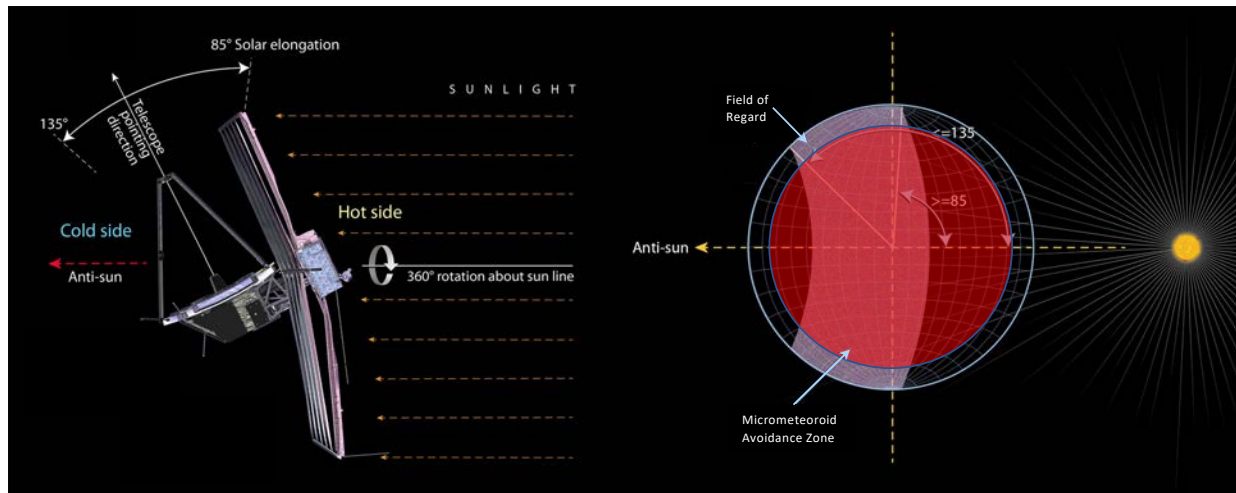 85° Solar elongation
SUNLIGHT
135°
Telescope
pointing
direction
Hot side
Cold side
Anti-sun
360° rotation about sun line
Field of
Regard
<=135
>=85
Anti-sun
Micrometeoroid
Avoidance Zone